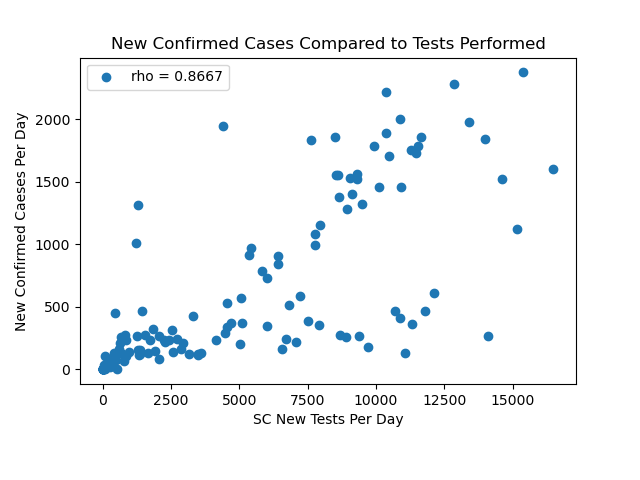 New Confirmed Cases Compared to Tests Performed
rho = 0.8667
New Confirmed Caeses Per Day
2000
1500
1000
500
0
0 2500 5000 7500 10000 12500 15000
SC New Tests Per Day